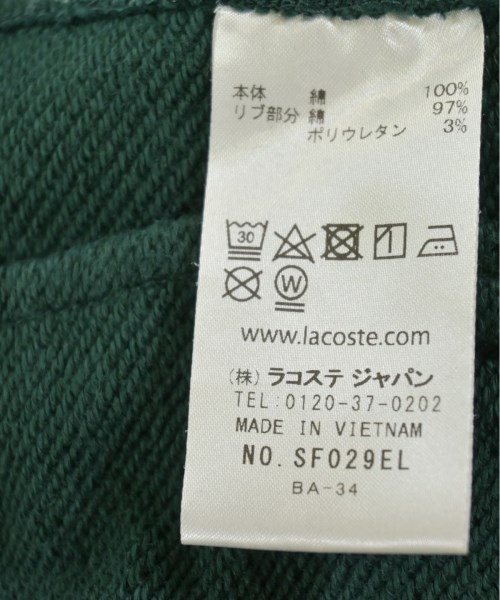 本体 綿 100%
リブ部分 綿 97%
ポリウレタン 3%
30
W
www.lacoste.com
(株) ラコステ ジャパン
TEL:0120-37-0202
MADE IN VIETNAM
NO. SF029EL
BA-34